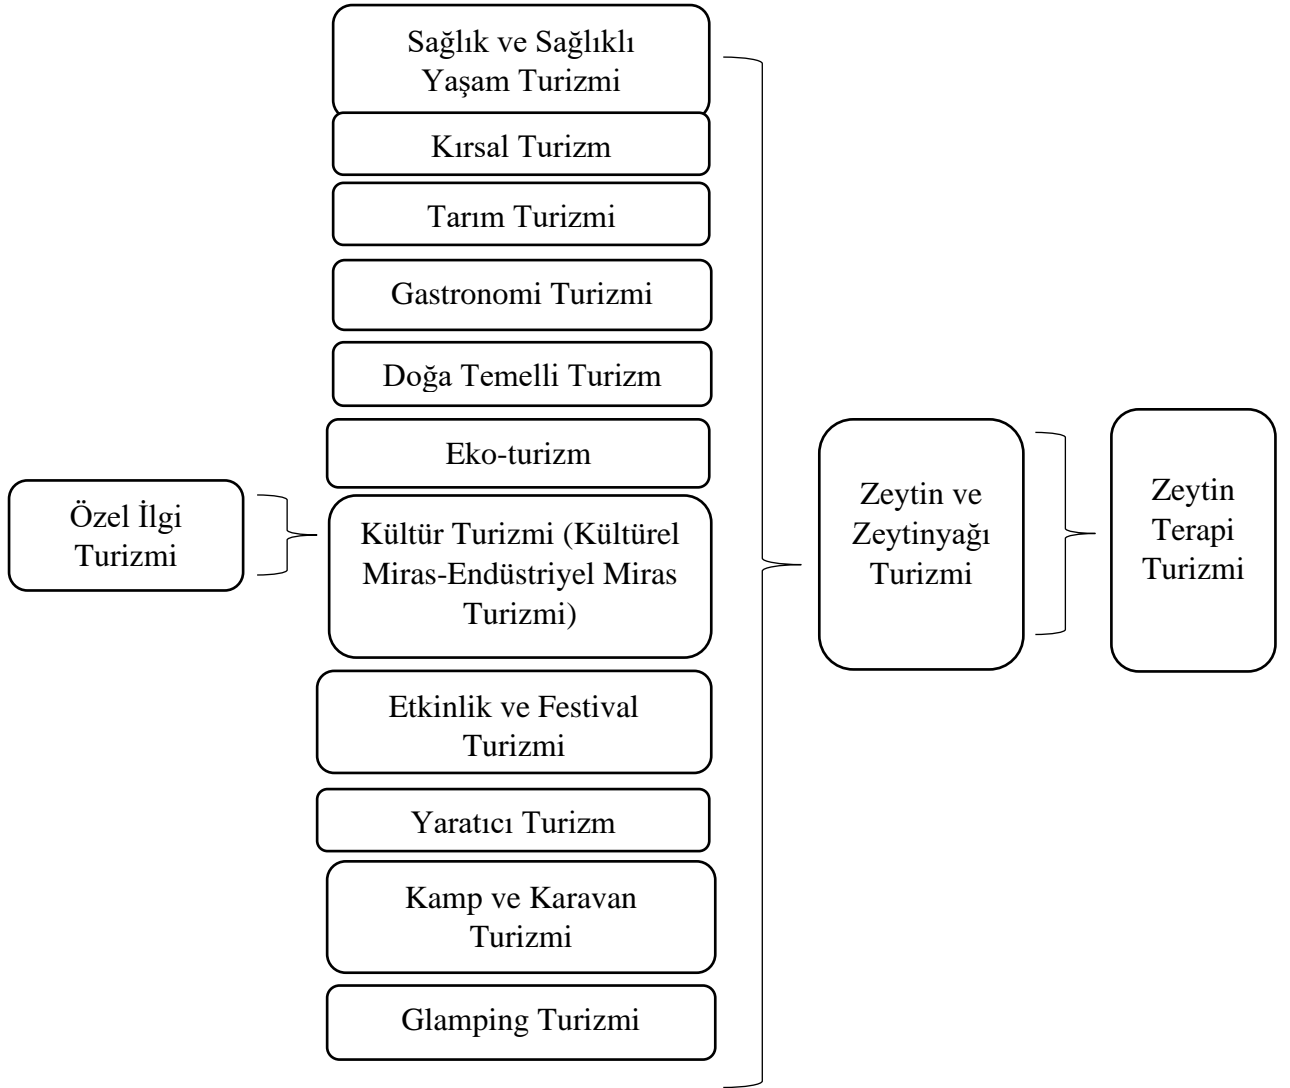 Özel İlgi
Turizmi
Sağlık ve Sağlıklı
Yaşam Turizmi
Kırsal Turizm
Tarım Turizmi
Gastronomi Turizmi
Doğa Temelli Turizm
Eko-turizm
Kültür Turizmi (Kültürel
Miras-Endüstriyel Miras
Turizmi)
Etkinlik ve Festival
Turizmi
Yaratıcı Turizm
Kamp ve Karavan
Turizmi
Glamping Turizmi
Zeytin ve
Zeytinyağı
Turizmi
Zeytin
Terapi
Turizmi